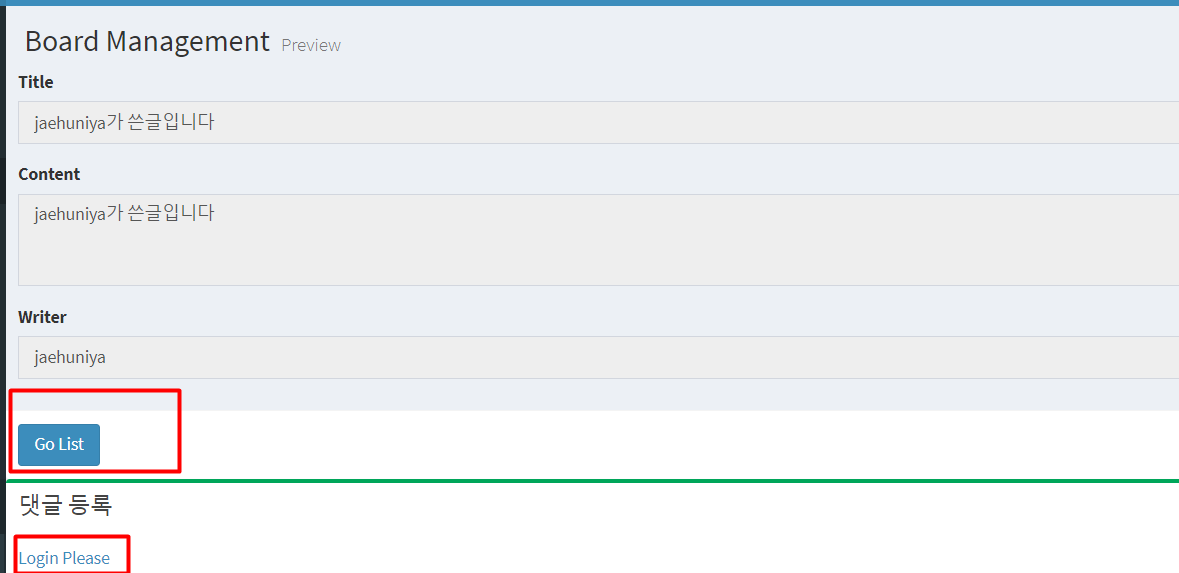 Board Management Preview
Title
jaehuniya가 쓴글입니다
Content
jaehuniya가 쓴글입니다
Writer
jaehuniya
Go List
댓글 등록
Login Please